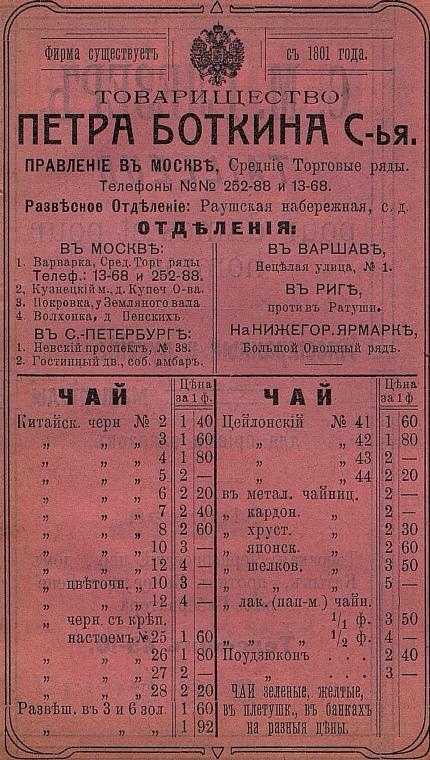 Фирма существуетъ съ 1801 года.
ТОВАРИЩЕСТВО
ПЕТРА БОТКИНА С-ья.
ПРАВЛЕНІЕ ВЪ МОСКВѢ, Средніе Торговые ряды.
Телефоны №№ 252-88 и 13-68.
Развѣсное Отдѣленіе: Раушская набережная, с. д.
ОТДѢЛЕНІЯ:
ВЪ МОСКВѢ:
1. Варварка, Сред. Торг ряды
Телеф: 13-68 и 252-88.
2. Кузнецкій м., д. Купеч О-ва.
3. Покровка, у Земляного вала
4. Волхонка, д Пенскихъ
ВЪ С.-ПЕТЕРБУРГѢ:
1. Невскій проспектъ, № 38.
2. Гостинный дв., соб. амбаръ.
ВЪ ВАРШАВѢ,
Нецѣлая улица, № 1.
ВЪ РИГѢ,
противъ Ратуши.
На НИЖЕГОР. ЯРМАРКѢ,
Большой Овощный рядъ.
ЧАЙ Цѣна за 1 ф.
Китайск. черн № 2 1 40
„ „ „ 3 1 60
„ „ „ 4 1 80
„ „ „ 5 2 —
„ „ „ 6 2 20
„ „ „ 7 2 40
„ „ „ 8 2 60
„ „ „ 10 3 —
„ „ „ 12 4 —
„ цвѣточн. „ 10 3 —
„ „ „ 12 4 —
„ черн. съ крѣп.
настоемъ № 25 1 60
„ „ 26 1 80
„ „ 27 2 —
„ „ 28 2 20
Развѣш. въ 3 и 6 зол 1 60
„ „ „ 1 92
ЧАЙ Цѣна за 1 ф.
Цейлонскій № 41 1 60
„ „ 42 1 80
„ „ 43 2 —
„ „ 44 2 20
въ метал. чайниц. 2 —
„ кардон. „ 2 —
„ хруст. „ 2 30
„ японск. „ 2 60
„ шелков. „ 3 50
„ „ „ 5 —
„ лак. (пап-м.) чайн.
1/1 ф. 3 50
„ „ „ 1/2 ф. 4 —
Поудзюконъ . . . 2 40
„ . . . 3 —
ЧАЙ зеленые, желтые,
въ плетушк., въ банкахъ
на разныя цѣны.